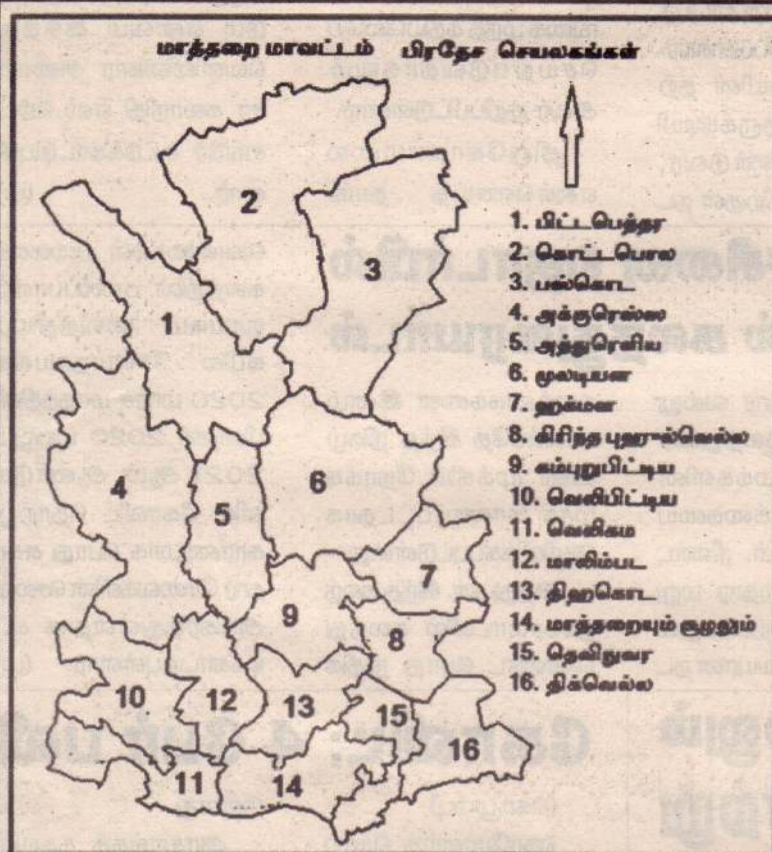 மாத்தறை மாவட்டம் பிரதேச செயலகங்கள்
1. பிட்டபெத்தர
2. கொட்டபொல
3. பஸ்கொட
4. அக்குரெஸ்ஸ
5. அத்துரெலிய
6. மூலடியன
7. ஹக்மன
8. கிரிந்த புஹுல்வெல்ல
9. கம்புறுபிட்டிய
10. வெலிபிட்டிய
11. வெலிகம
12. மாலிம்பட
13. திஹகொட
14. மாத்தறையும் சூழலும்
15. தெவிநுவர
16. திக்வெல்ல
2
3
1
4
5
6
7
9
8
10
12
13
15
16
11
14